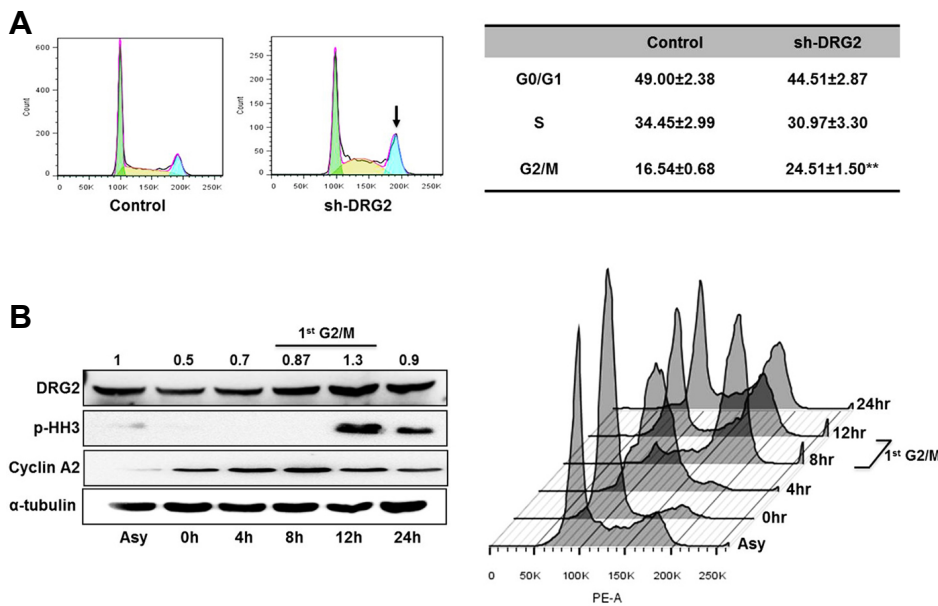 A
600
400
200
0
Count
0 50K 100K 150K 200K 250K
Control
250
200
150
100
50
0
Count
0 50K 100K 150K 200K 250K
sh-DRG2
Control sh-DRG2
G0/G1 49.00±2.38 44.51±2.87
S 34.45±2.99 30.97±3.30
G2/M 16.54±0.68 24.51±1.50**
B
1st G2/M
1 0.5 0.7 0.87 1.3 0.9
DRG2
p-HH3
Cyclin A2
α-tubulin
Asy 0h 4h 8h 12h 24h
24hr
12hr
8hr
1st G2/M
4hr
0hr
Asy
0 50K 100K 150K 200K 250K
PE-A